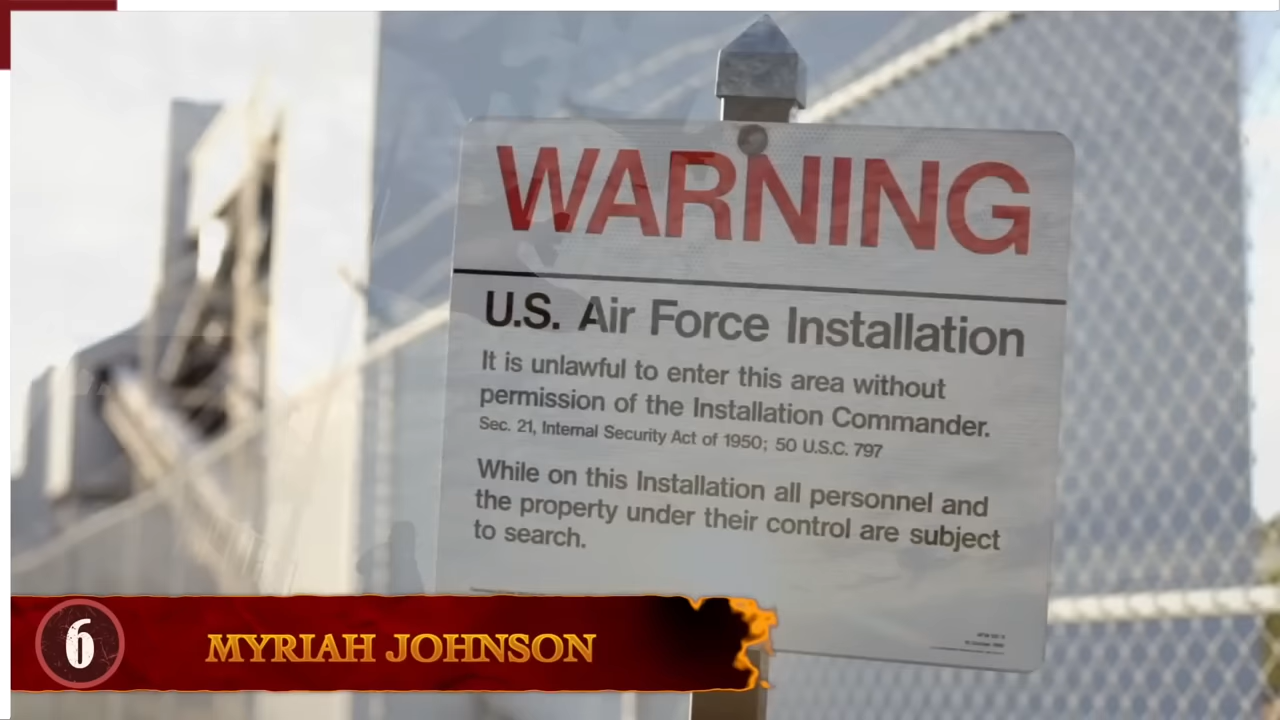 WARNING
U.S. Air Force Installation
It is unlawful to enter this area without
permission of the Installation Commander.
Sec. 21, Internal Security Act of 1950; 50 U.S.C. 797
While on this Installation all personnel and
the property under their control are subject
to search.
6
MYRIAH JOHNSON